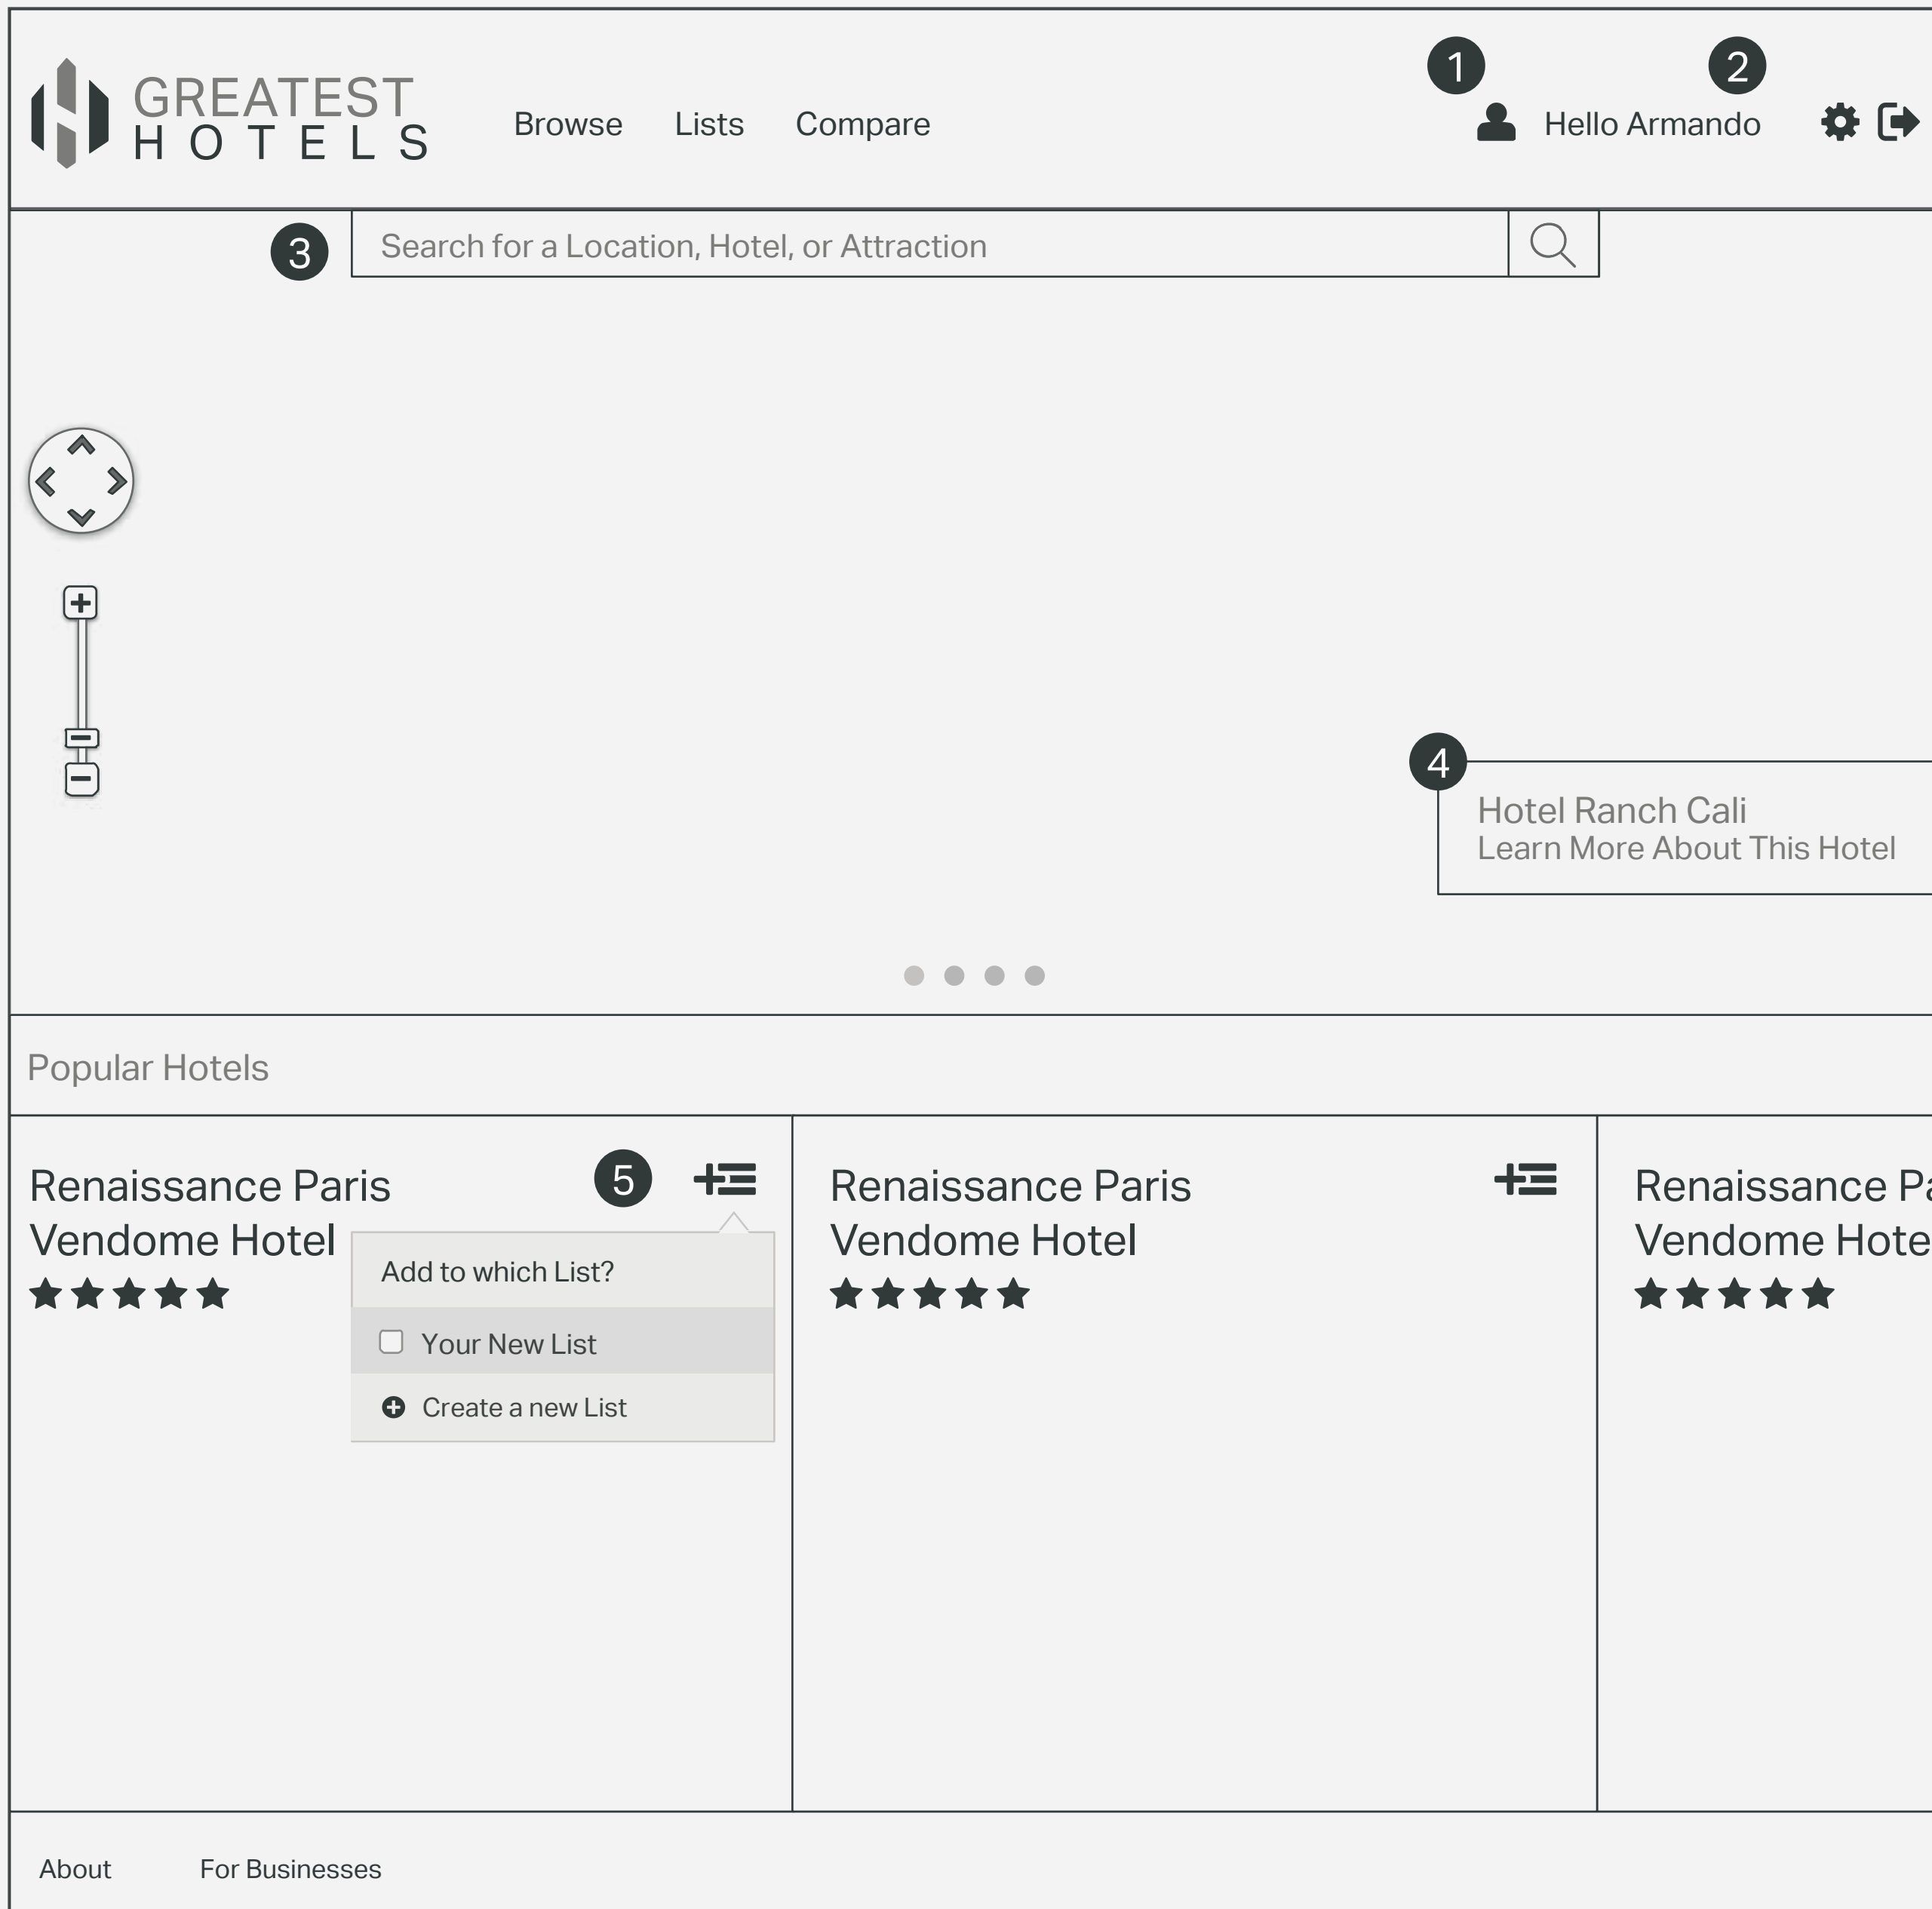 GREATEST
HOTELS
Browse Lists Compare
1
2
Hello Armando
3
Search for a Location, Hotel, or Attraction
4
Hotel Ranch Cali
Learn More About This Hotel
Popular Hotels
Renaissance Paris
Vendome Hotel
5
Add to which List?
Your New List
Create a new List
Renaissance Paris
Vendome Hotel
Renaissance
Vendome
About For Businesses